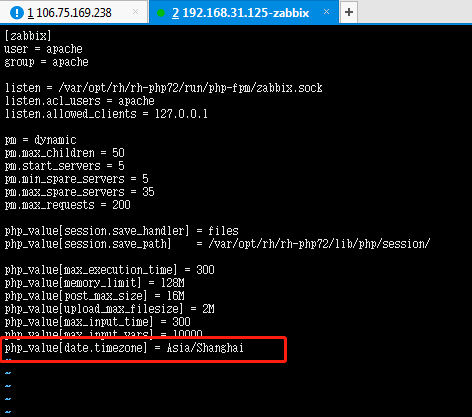 1 106.75.169.238
2 192.168.31.125-zabbix
[zabbix]
user = apache
group = apache
listen = /var/opt/rh/rh-php72/run/php-fpm/zabbix.sock
listen.acl_users = apache
listen.allowed_clients = 127.0.0.1
pm = dynamic
pm.max_children = 50
pm.start_servers = 5
pm.min_spare_servers = 5
pm.max_spare_servers = 35
pm.max_requests = 200
php_value[session.save_handler] = files
php_value[session.save_path]    = /var/opt/rh/rh-php72/lib/php/session/
php_value[max_execution_time] = 300
php_value[memory_limit] = 128M
php_value[post_max_size] = 16M
php_value[upload_max_filesize] = 2M
php_value[max_input_time] = 300
php_value[max_input_vars] = 10000
php_value[date.timezone] = Asia/Shanghai
~
~
~
~